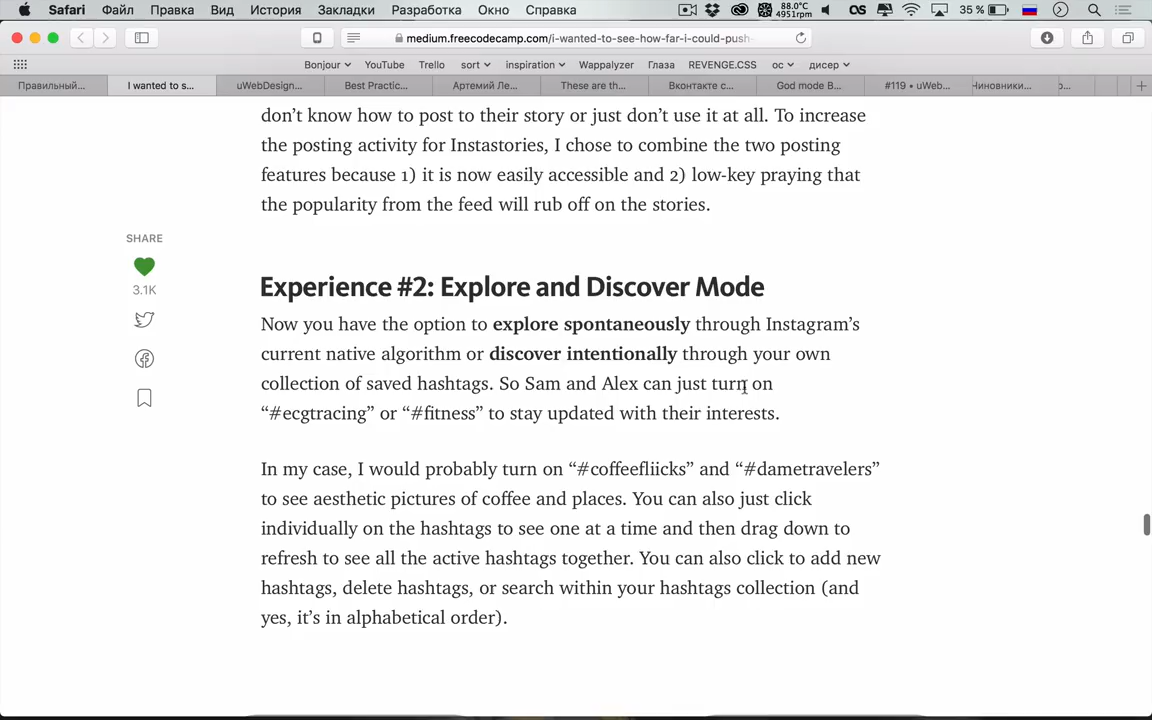 Safari Файл Правка Вид История Закладки Разработка Окно Справка 88.0°C 4951rpm OS 35 %
medium.freecodecamp.com/i-wanted-to-see-how-far-i-could-push-
Bonjour YouTube Trello sort inspiration Wappalyzer Глаза REVENGE.CSS ос дисер
Правильный... I wanted to s... uWebDesign... Best Practic... Артемий Ле... These are th... Вконтакте с... God mode B... #119 • uWeb... Чиновники...
don’t know how to post to their story or just don’t use it at all. To increase
the posting activity for Instastories, I chose to combine the two posting
features because 1) it is now easily accessible and 2) low-key praying that
the popularity from the feed will rub off on the stories.
SHARE
3.1K
Experience #2: Explore and Discover Mode
Now you have the option to explore spontaneously through Instagram’s
current native algorithm or discover intentionally through your own
collection of saved hashtags. So Sam and Alex can just turn on
“#ecgtracing” or “#fitness” to stay updated with their interests.
In my case, I would probably turn on “#coffeefliicks” and “#dametravelers”
to see aesthetic pictures of coffee and places. You can also just click
individually on the hashtags to see one at a time and then drag down to
refresh to see all the active hashtags together. You can also click to add new
hashtags, delete hashtags, or search within your hashtags collection (and
yes, it’s in alphabetical order).